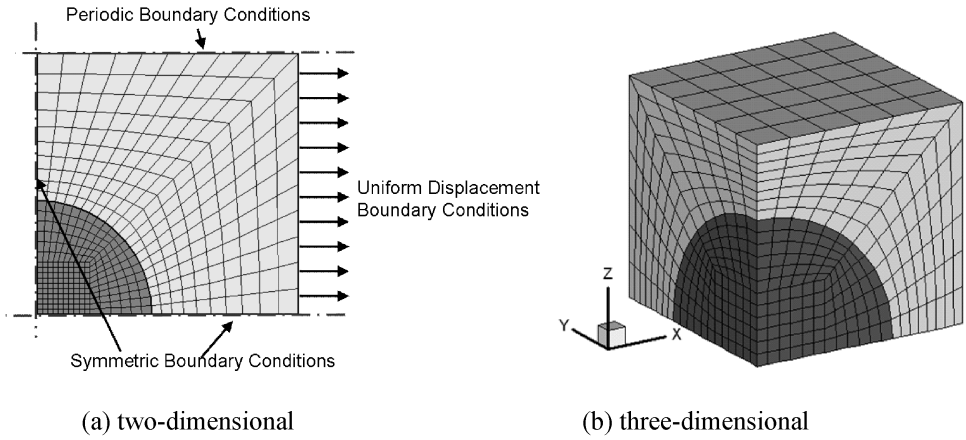 Periodic Boundary Conditions
Uniform Displacement
Boundary Conditions
Symmetric Boundary Conditions
Z
Y
X
(a) two-dimensional
(b) three-dimensional